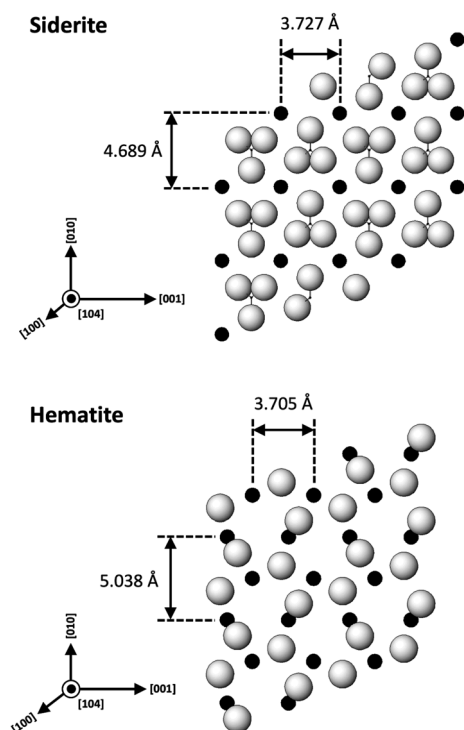 Siderite
3.727 Å
4.689 Å
[010]
[001]
[100]
[104]
Hematite
3.705 Å
5.038 Å
[010]
[001]
[100]
[104]